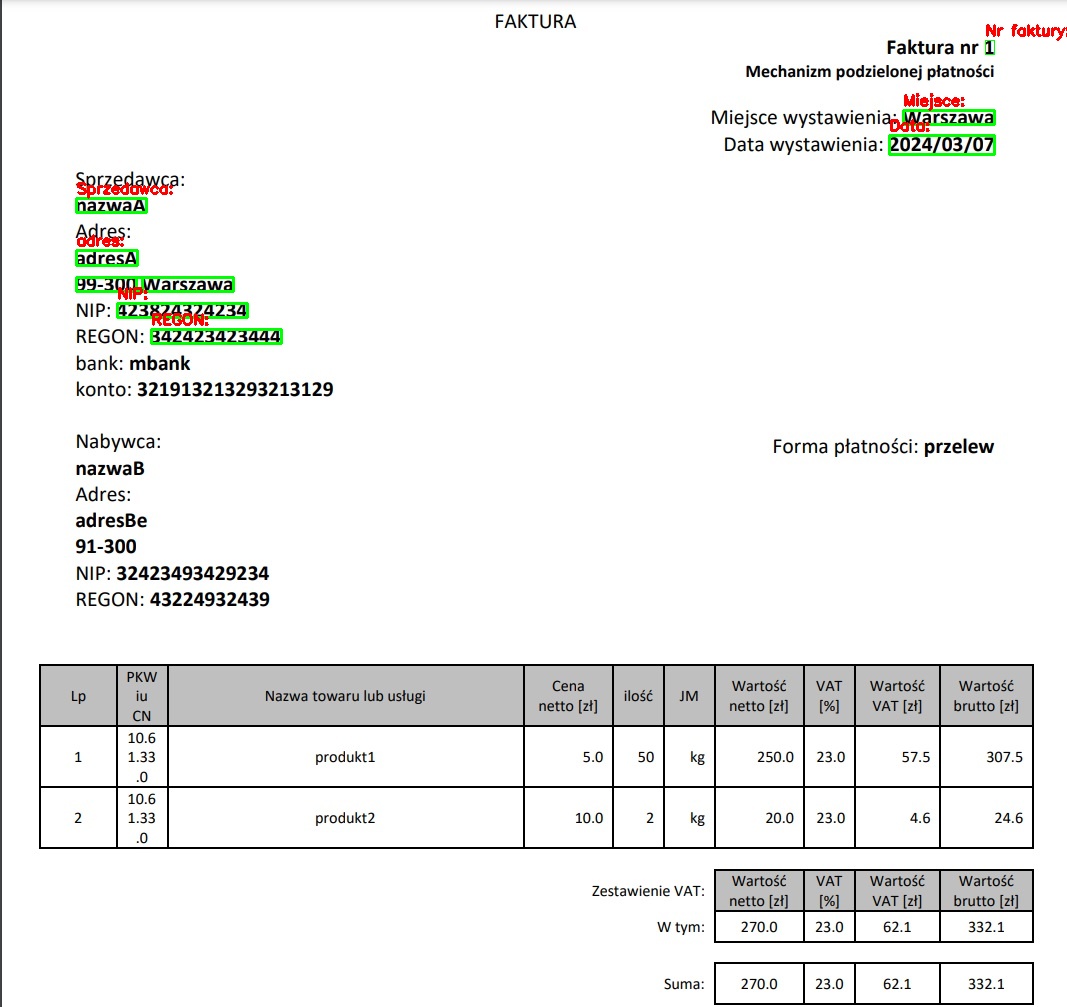 FAKTURA
Nr faktury:
Faktura nr 1
Mechanizm podzielonej płatności
Miejsce:
Miejsce wystawienia: Warszawa
Data:
Data wystawienia: 2024/03/07
Sprzedawca:
Sprzedawca:
nazwaA
Adres:
adres:
adresA
99-300 Warszawa
NIP:
NIP: 423824324234
REGON:
REGON: 342423423444
bank: mbank
konto: 321913213293213129
Nabywca:
Forma płatności: przelew
nazwaB
Adres:
adresBe
91-300
NIP: 32423493429234
REGON: 43224932439
Lp PKW iu CN Nazwa towaru lub usługi Cena netto [zł] ilość JM Wartość netto [zł] VAT [%] Wartość VAT [zł] Wartość brutto [zł]
1 10.6 1.33 .0 produkt1 5.0 50 kg 250.0 23.0 57.5 307.5
2 10.6 1.33 .0 produkt2 10.0 2 kg 20.0 23.0 4.6 24.6
Zestawienie VAT: Wartość netto [zł] VAT [%] Wartość VAT [zł] Wartość brutto [zł]
W tym: 270.0 23.0 62.1 332.1
Suma: 270.0 23.0 62.1 332.1